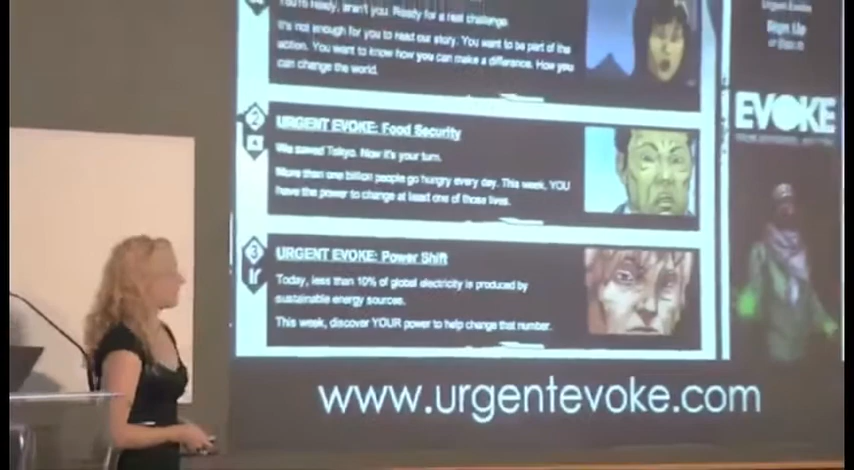 You're ready, aren't you. Ready for a real challenge.
It's not enough for you to read our story. You want to be part of the
action. You want to know how you can make a difference. How you
can change the world.
2
URGENT EVOKE: Food Security
We saved Tokyo. Now it's your turn.
More than one billion people go hungry every day. This week, YOU
have the power to change at least one of those lives.
3
URGENT EVOKE: Power Shift
Today, less than 10% of global electricity is produced by
sustainable energy sources.
This week, discover YOUR power to help change that number.
Urgent Evoke
Sign Up
EVOKE
www.urgentevoke.com